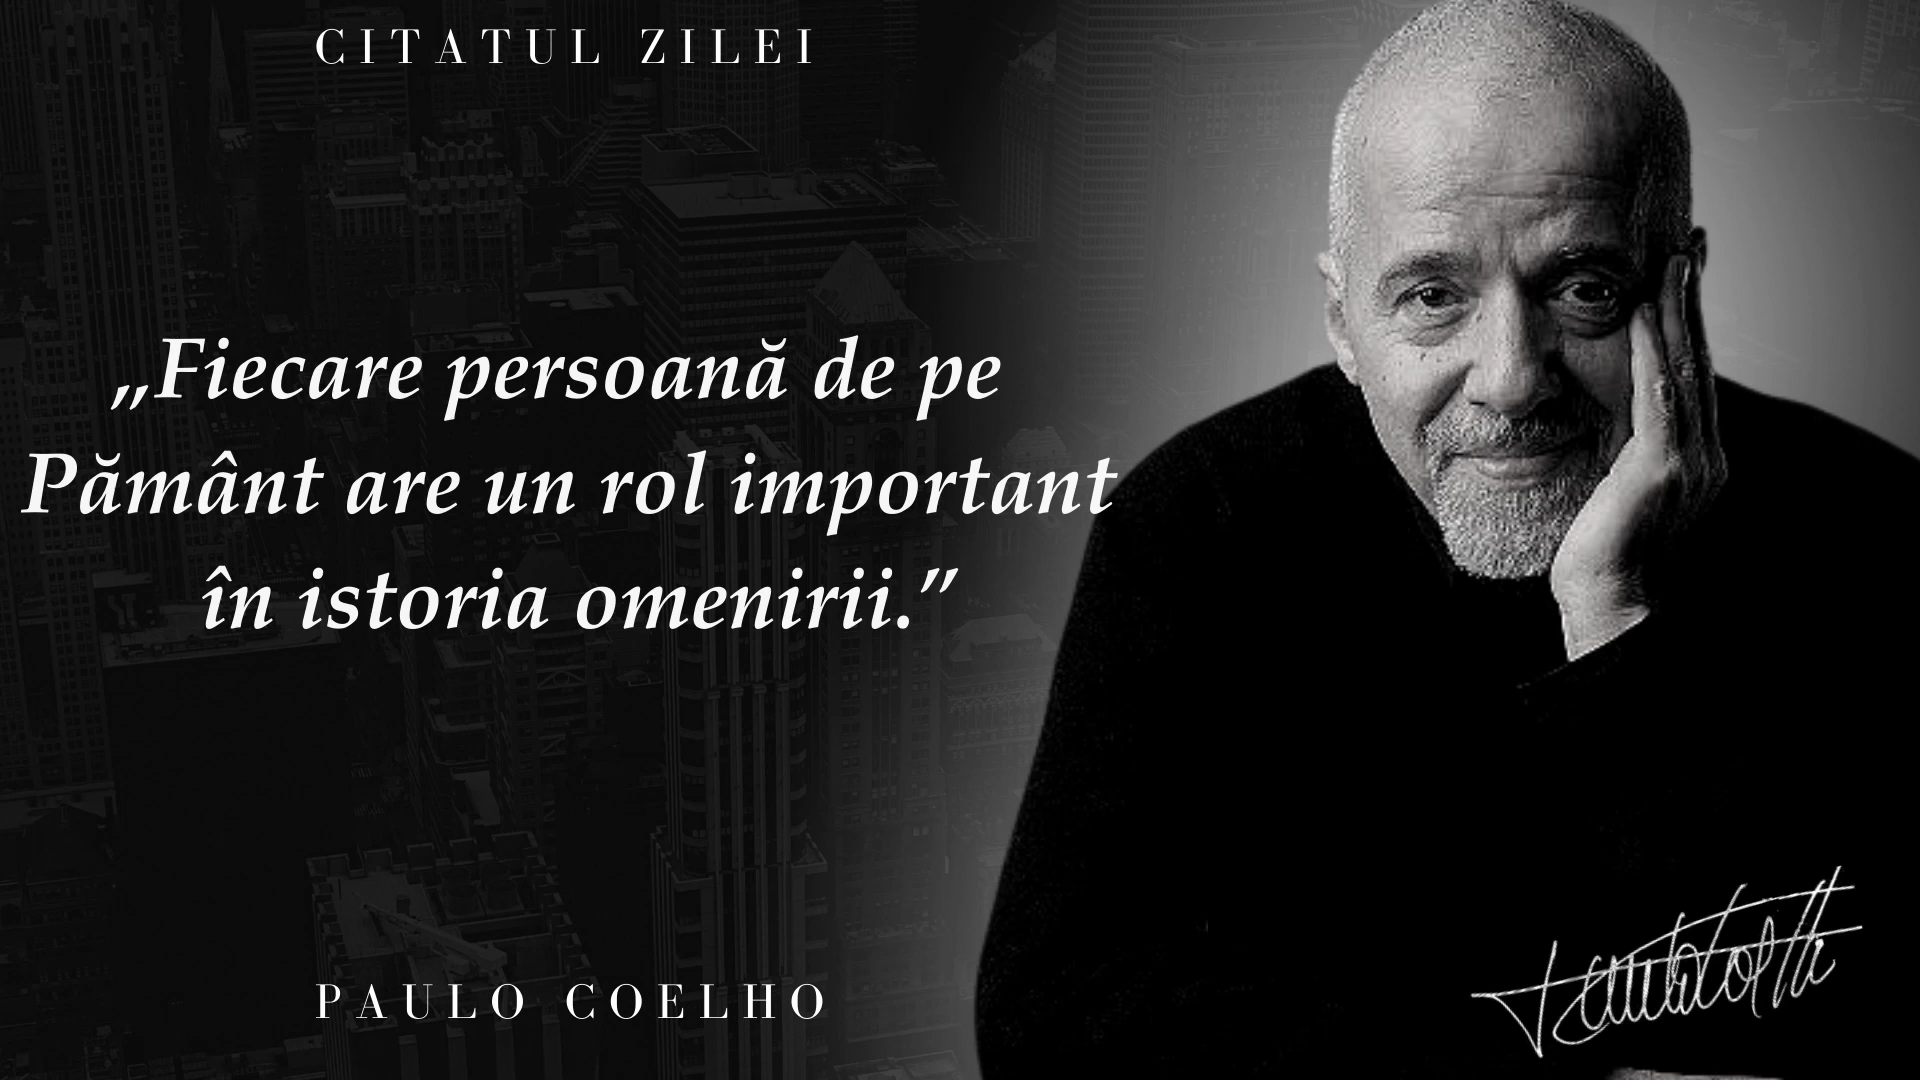 CITATUL ZILEI
„Fiecare persoană de pe
Pământ are un rol important
în istoria omenirii.”
PAULO COELHO